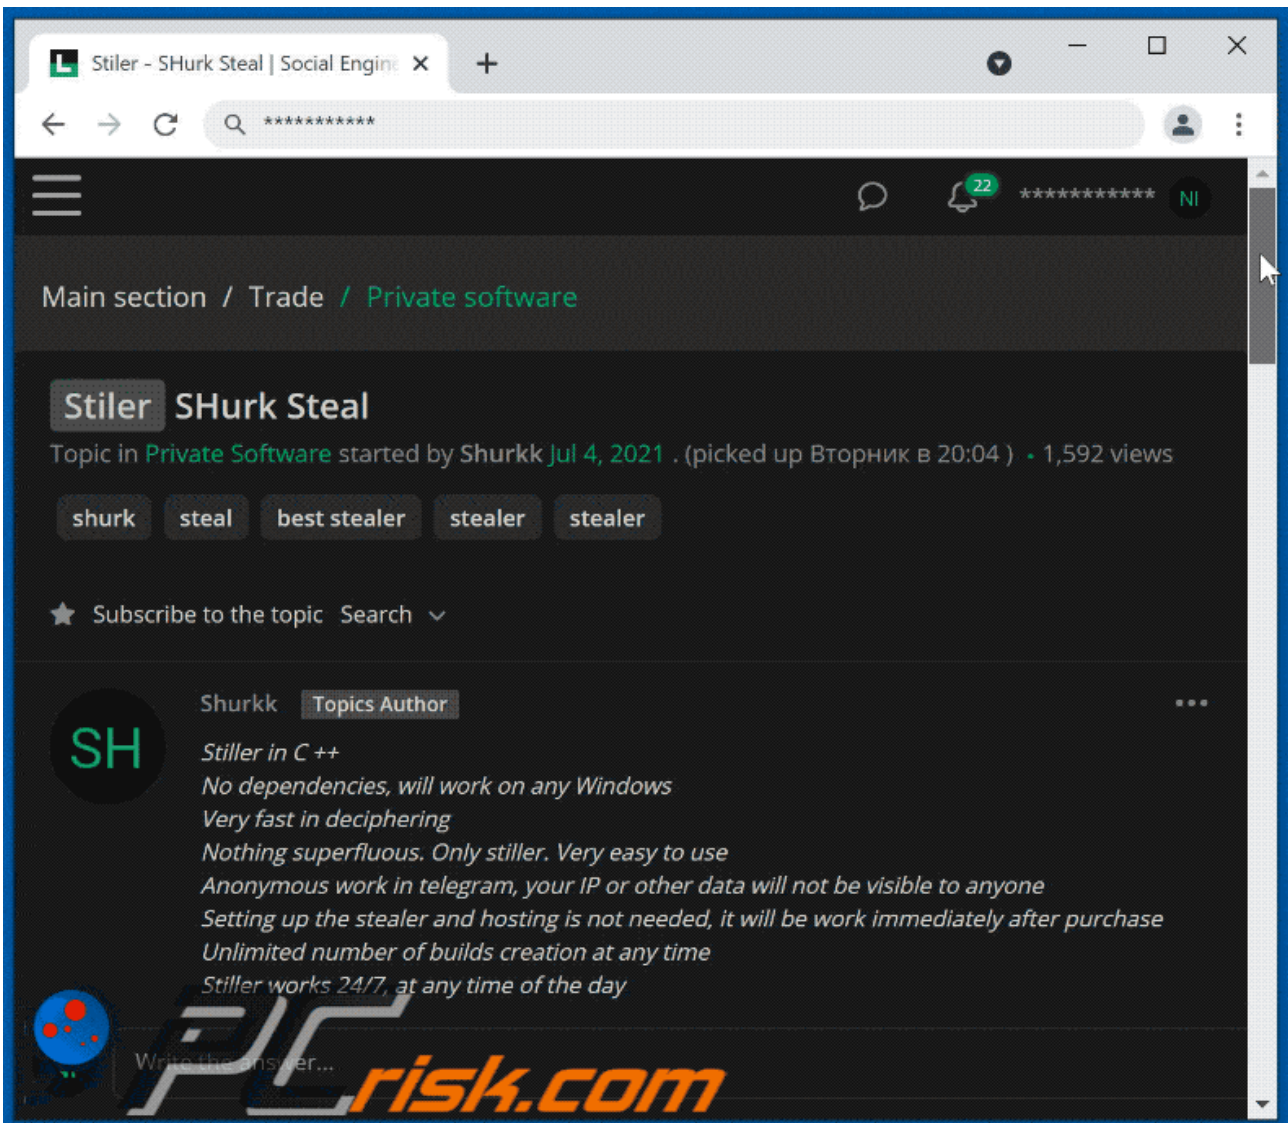 Stiler - SHurk Steal | Social Engine
***********
22
*********** NI
Main section / Trade / Private software
Stiler SHurk Steal
Topic in Private Software started by Shurkk Jul 4, 2021 . (picked up Вторник в 20:04 ) • 1,592 views
shurk steal best stealer stealer stealer
Subscribe to the topic Search
Shurkk Topics Author
SH
Stiller in C ++
No dependencies, will work on any Windows
Very fast in deciphering
Nothing superfluous. Only stiller. Very easy to use
Anonymous work in telegram, your IP or other data will not be visible to anyone
Setting up the stealer and hosting is not needed, it will be work immediately after purchase
Unlimited number of builds creation at any time
Stiller works 24/7, at any time of the day
Write the answer...
PCrisk.com